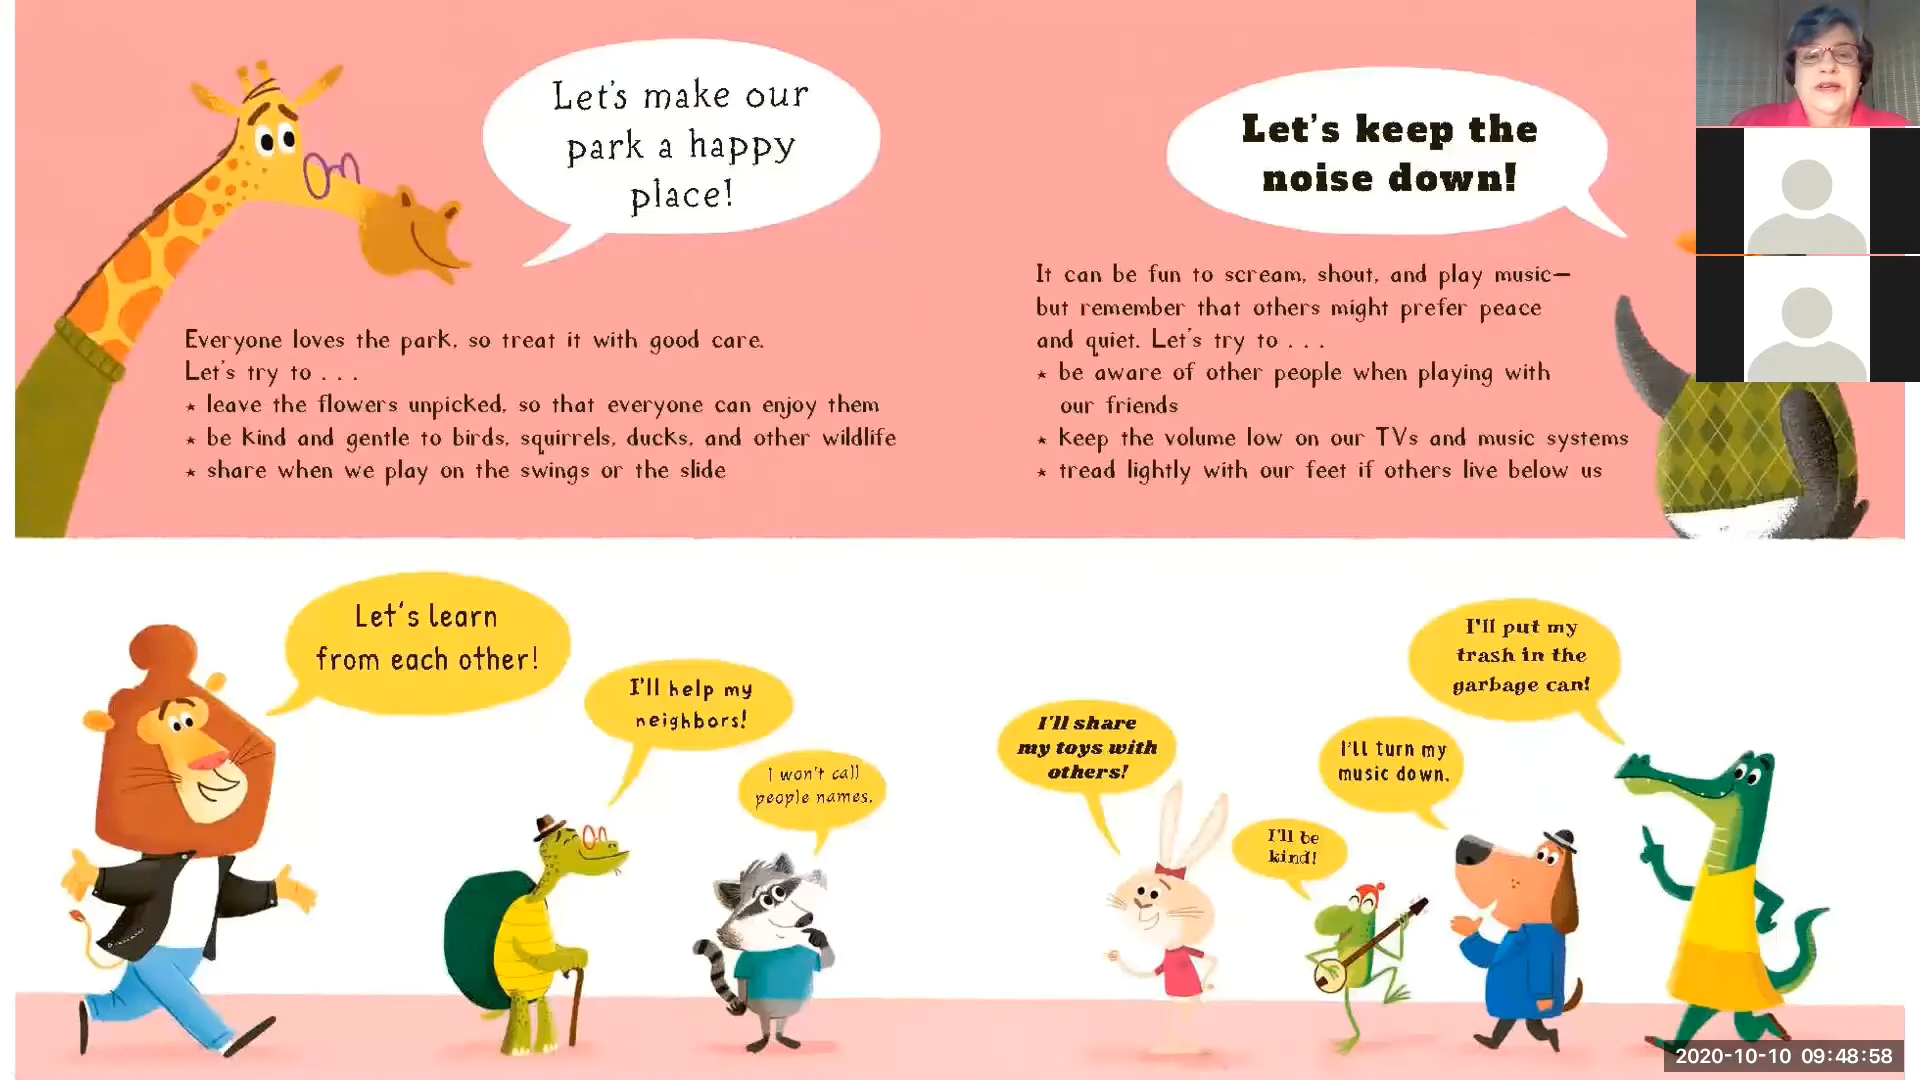 Let's make our
park a happy
place!
Everyone loves the park, so treat it with good care.
Let's try to . . .
★ leave the flowers unpicked, so that everyone can enjoy them
★ be kind and gentle to birds, squirrels, ducks, and other wildlife
★ share when we play on the swings or the slide
Let's keep the
noise down!
It can be fun to scream, shout, and play music—
but remember that others might prefer peace
and quiet. Let's try to . . .
★ be aware of other people when playing with
our friends
★ keep the volume low on our TVs and music systems
★ tread lightly with our feet if others live below us
Let's learn
from each other!
I'll help my
neighbors!
I won't call
people names.
I'll share
my toys with
others!
I'll be
kind!
I'll turn my
music down.
I'll put my
trash in the
garbage can!
2020-10-10 09:48:58